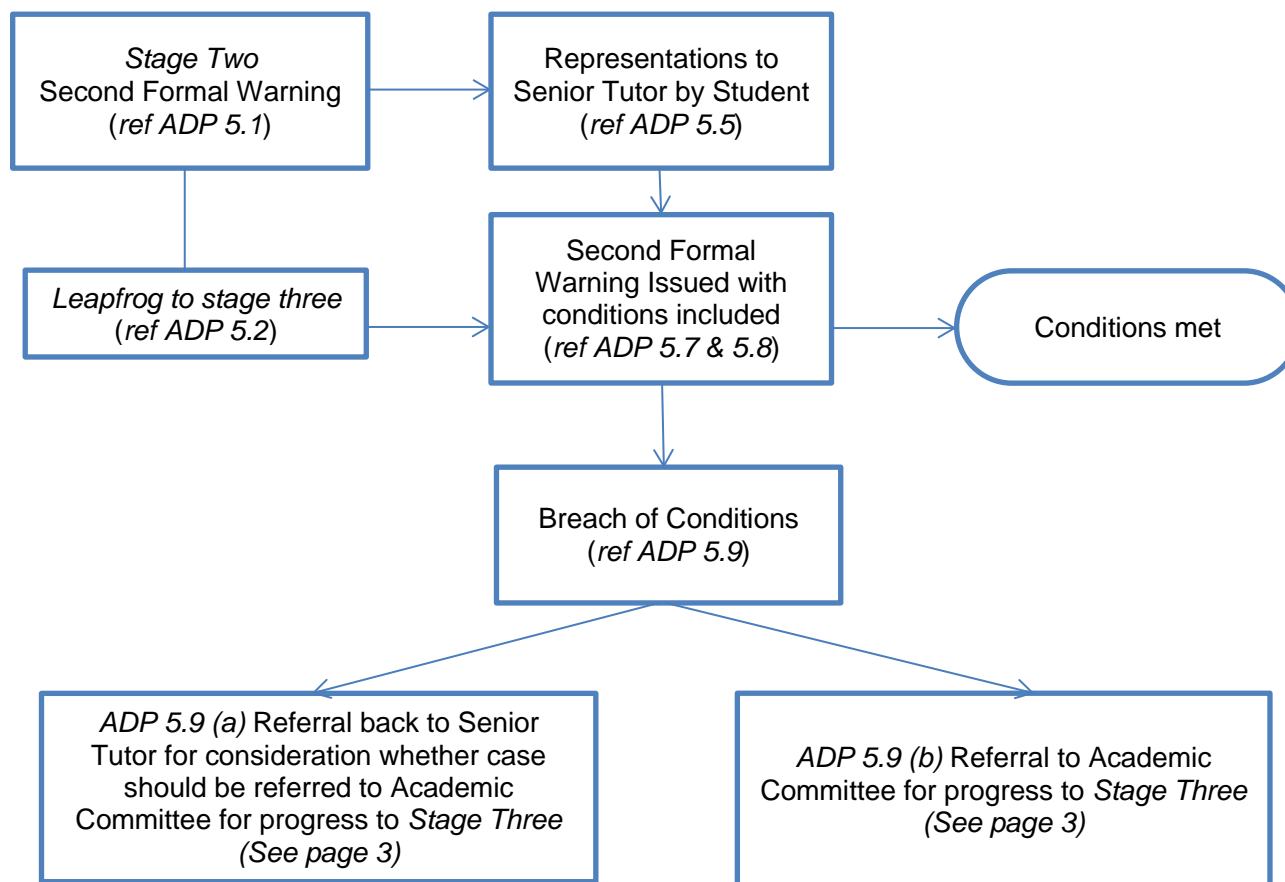 Stage Two
Second Formal Warning
(ref ADP 5.1)
Representations to
Senior Tutor by Student
(ref ADP 5.5)
Leapfrog to stage three
(ref ADP 5.2)
Second Formal
Warning Issued with
conditions included
(ref ADP 5.7 & 5.8)
Conditions met
Breach of Conditions
(ref ADP 5.9)
ADP 5.9 (a) Referral back to Senior
Tutor for consideration whether case
should be referred to Academic
Committee for progress to Stage Three
(See page 3)
ADP 5.9 (b) Referral to Academic
Committee for progress to Stage Three
(See page 3)